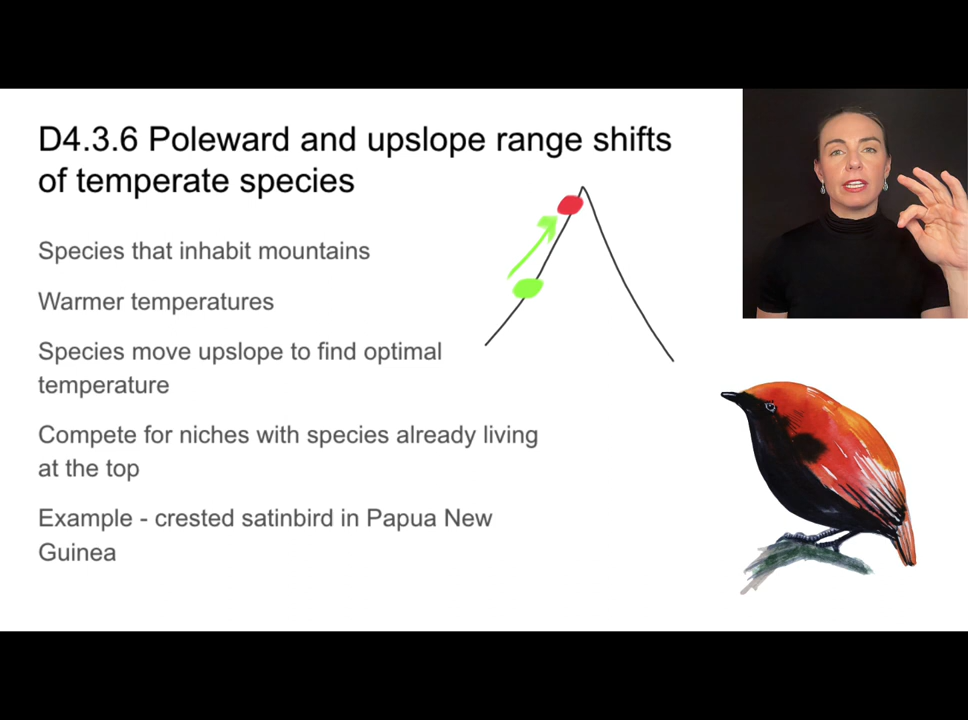 D4.3.6 Poleward and upslope range shifts
of temperate species
Species that inhabit mountains
Warmer temperatures
Species move upslope to find optimal
temperature
Compete for niches with species already living
at the top
Example - crested satinbird in Papua New
Guinea